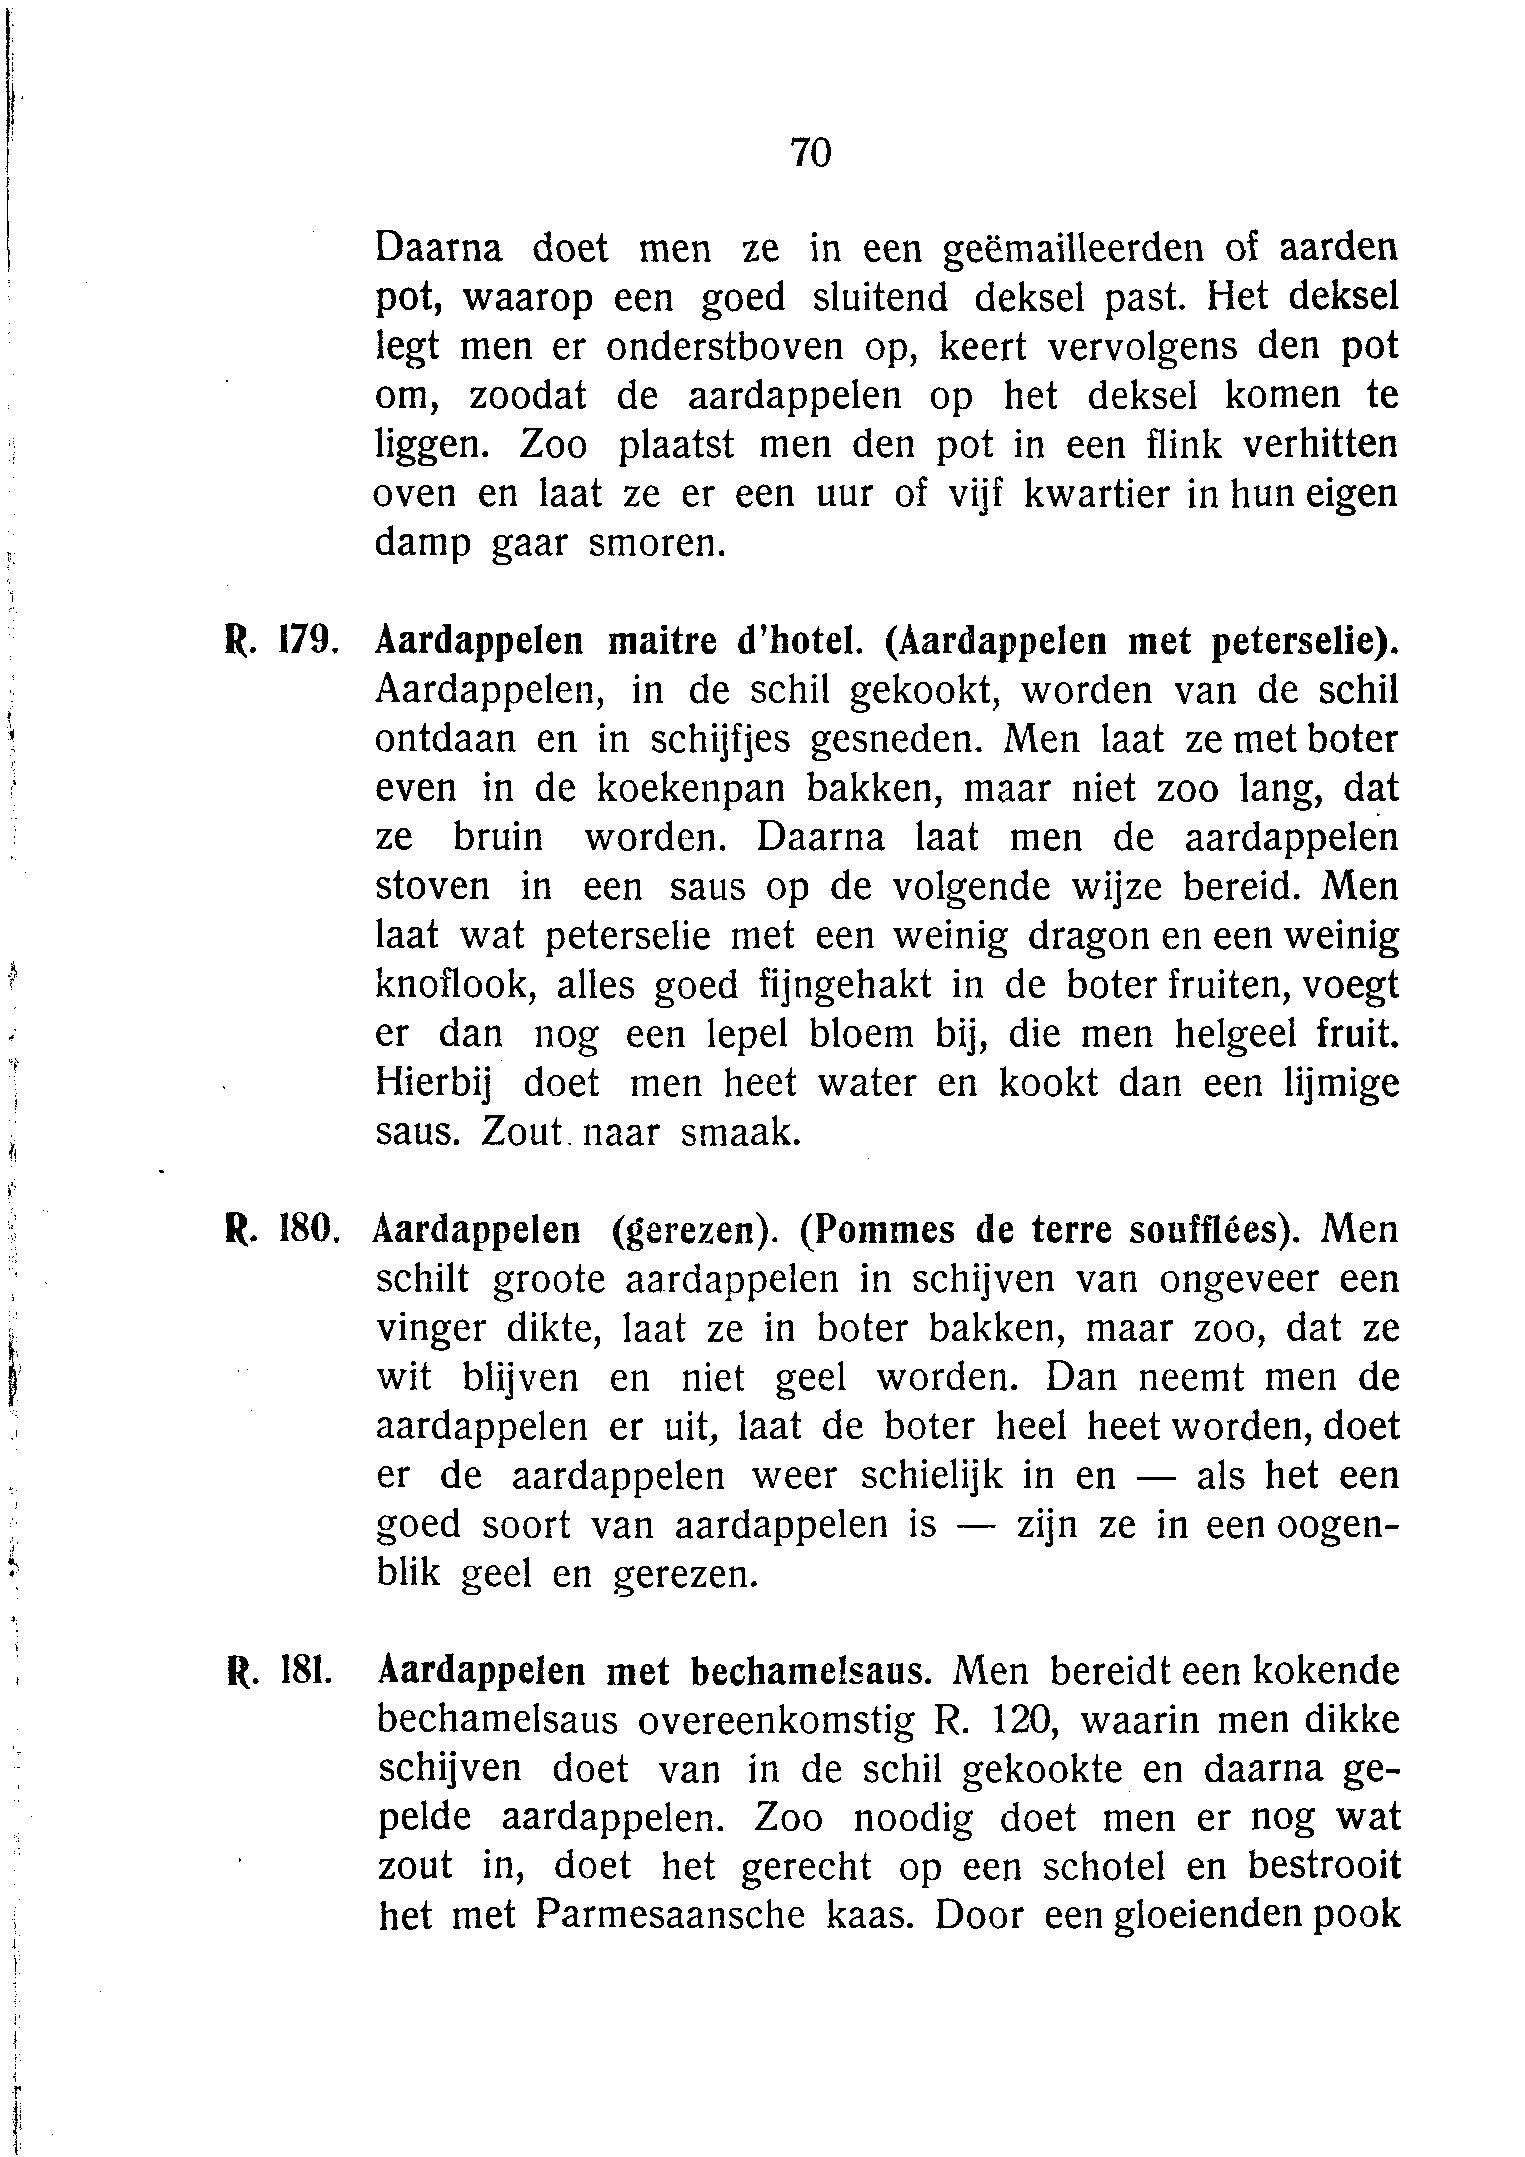 70
Daarna doet men ze in een geëmailleerden of aarden
pot, waarop een goed sluitend deksel past. Het deksel
legt men er onderstboven op, keert vervolgens den pot
om, zoodat de aardappelen op het deksel komen te
liggen. Zoo plaatst men den pot in een flink verhitten
oven en laat ze er een uur of vijf kwartier in hun eigen
damp gaar smoren.
R. 179. Aardappelen maitre d'hotel. (Aardappelen met peterselie).
Aardappelen, in de schil gekookt, worden van de schil
ontdaan en in schijfjes gesneden. Men laat ze met boter
even in de koekenpan bakken, maar niet zoo lang, dat
ze bruin worden. Daarna laat men de aardappelen
stoven in een saus op de volgende wijze bereid. Men
laat wat peterselie met een weinig dragon en een weinig
knoflook, alles goed fijngehakt in de boter fruiten, voegt
er dan nog een lepel bloem bij, die men helgeel fruit.
Hierbij doet men heet water en kookt dan een lijmige
saus. Zout naar smaak.
R. 180. Aardappelen (gerezen). (Pommes de terre soufflées). Men
schilt groote aardappelen in schijven van ongeveer een
vinger dikte, laat ze in boter bakken, maar zoo, dat ze
wit blijven en niet geel worden. Dan neemt men de
aardappelen er uit, laat de boter heel heet worden, doet
er de aardappelen weer schielijk in en — als het een
goed soort van aardappelen is — zijn ze in een oogen-
blik geel en gerezen.
R. 181. Aardappelen met bechamelsaus. Men bereidt een kokende
bechamelsaus overeenkomstig R. 120, waarin men dikke
schijven doet van in de schil gekookte en daarna ge-
pelde aardappelen. Zoo noodig doet men er nog wat
zout in, doet het gerecht op een schotel en bestrooit
het met Parmesaansche kaas. Door een gloeienden pook